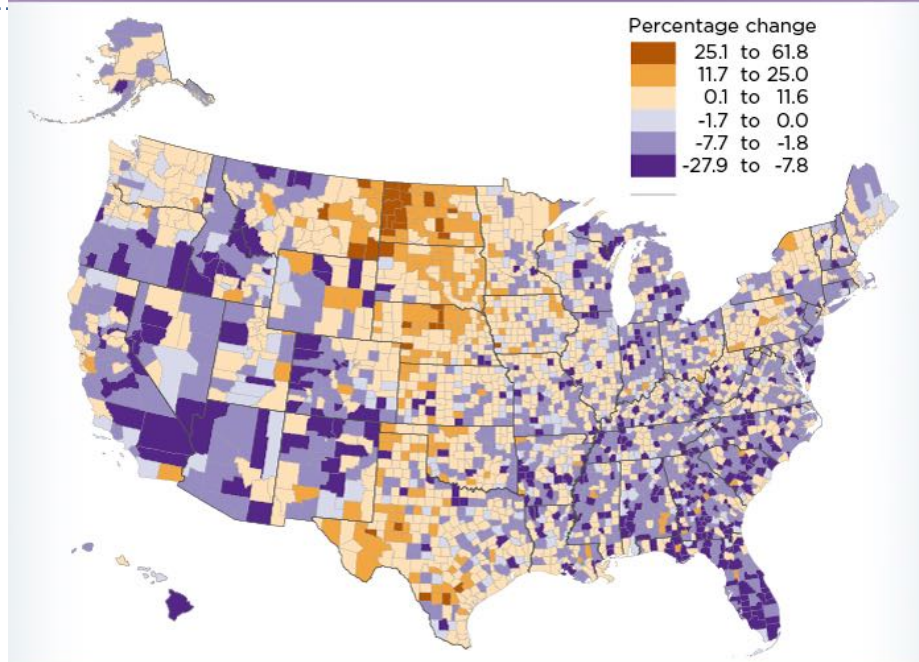 Percentage change
25.1 to 61.8
11.7 to 25.0
0.1 to 11.6
-1.7 to 0.0
-7.7 to -1.8
-27.9 to -7.8